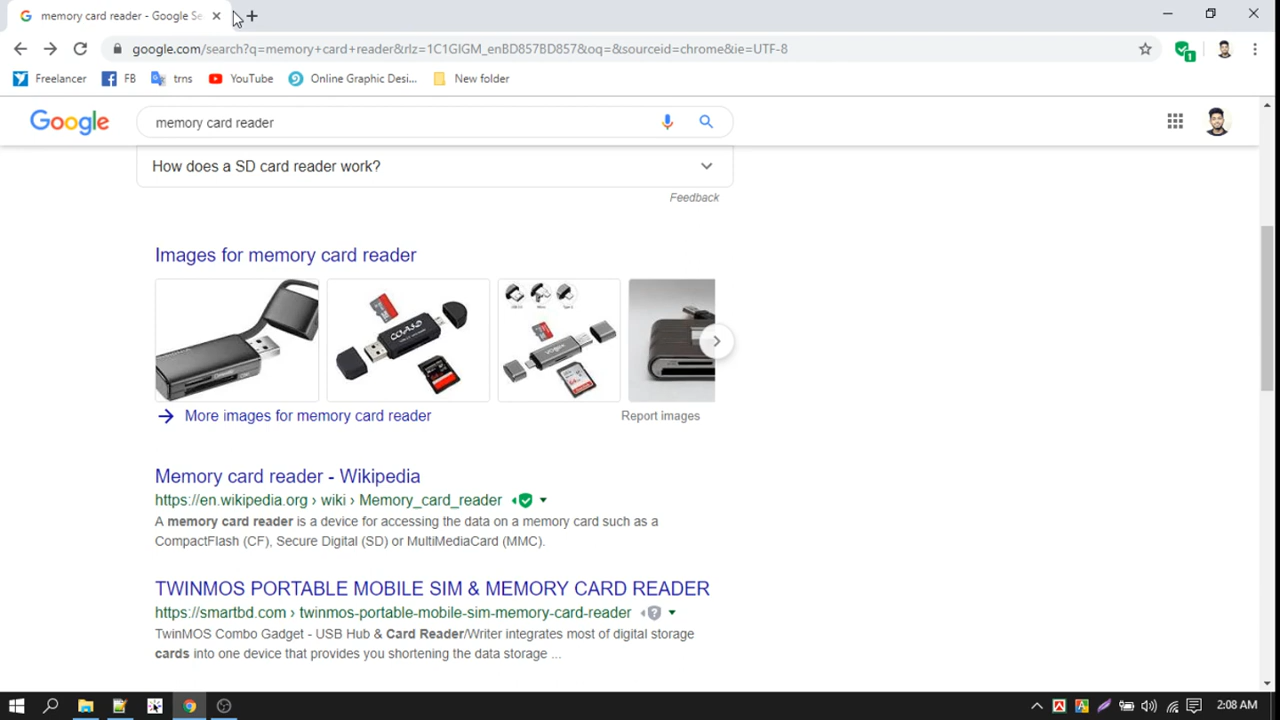 memory card reader - Google Se
google.com/search?q=memory+card+reader&rlz=1C1GIGM_enBD857BD857&oq=&sourceid=chrome&ie=UTF-8
1
Freelancer
FB
trns
YouTube
Online Graphic Desi...
New folder
Google
memory card reader
How does a SD card reader work?
Feedback
Images for memory card reader
More images for memory card reader
Report images
Memory card reader - Wikipedia
https://en.wikipedia.org › wiki › Memory_card_reader
A memory card reader is a device for accessing the data on a memory card such as a
CompactFlash (CF), Secure Digital (SD) or MultiMediaCard (MMC).
TWINMOS PORTABLE MOBILE SIM & MEMORY CARD READER
https://smartbd.com › twinmos-portable-mobile-sim-memory-card-reader
TwinMOS Combo Gadget - USB Hub & Card Reader/Writer integrates most of digital storage
cards into one device that provides you shortening the data storage ...
2:08 AM